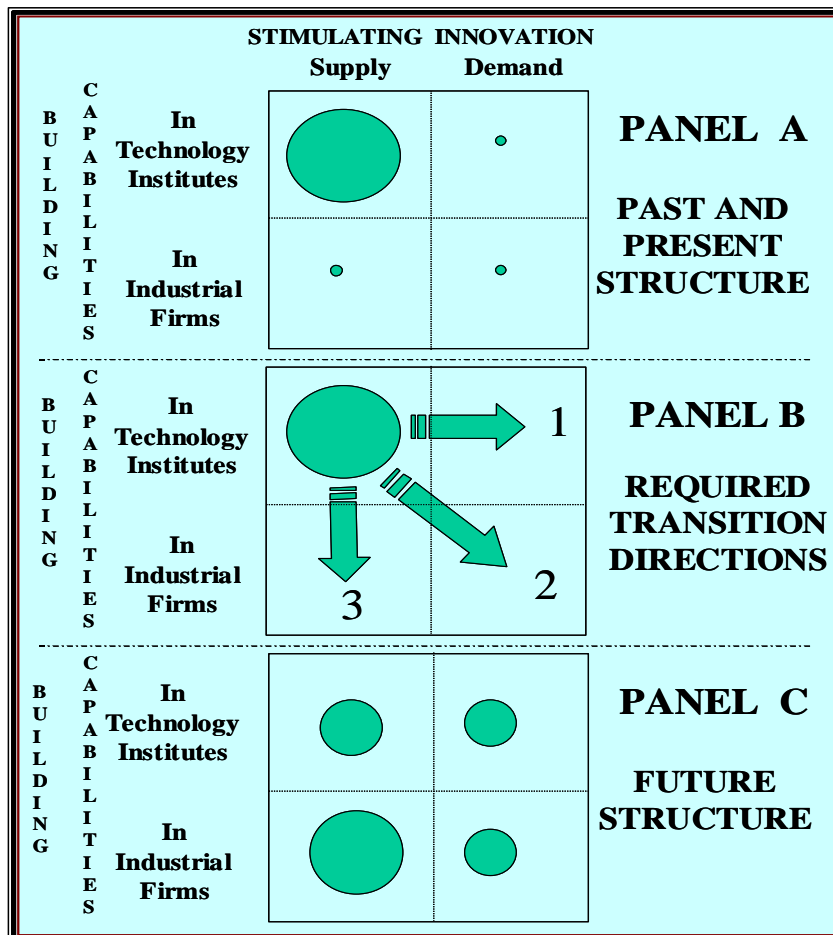 STIMULATING INNOVATION
Supply Demand
BUILDING
CAPABILITIES
In
Technology
Institutes
In
Industrial
Firms
PANEL A
PAST AND
PRESENT
STRUCTURE
BUILDING
CAPABILITIES
In
Technology
Institutes
In
Industrial
Firms
1
2
3
PANEL B
REQUIRED
TRANSITION
DIRECTIONS
BUILDING
CAPABILITIES
In
Technology
Institutes
In
Industrial
Firms
PANEL C
FUTURE
STRUCTURE